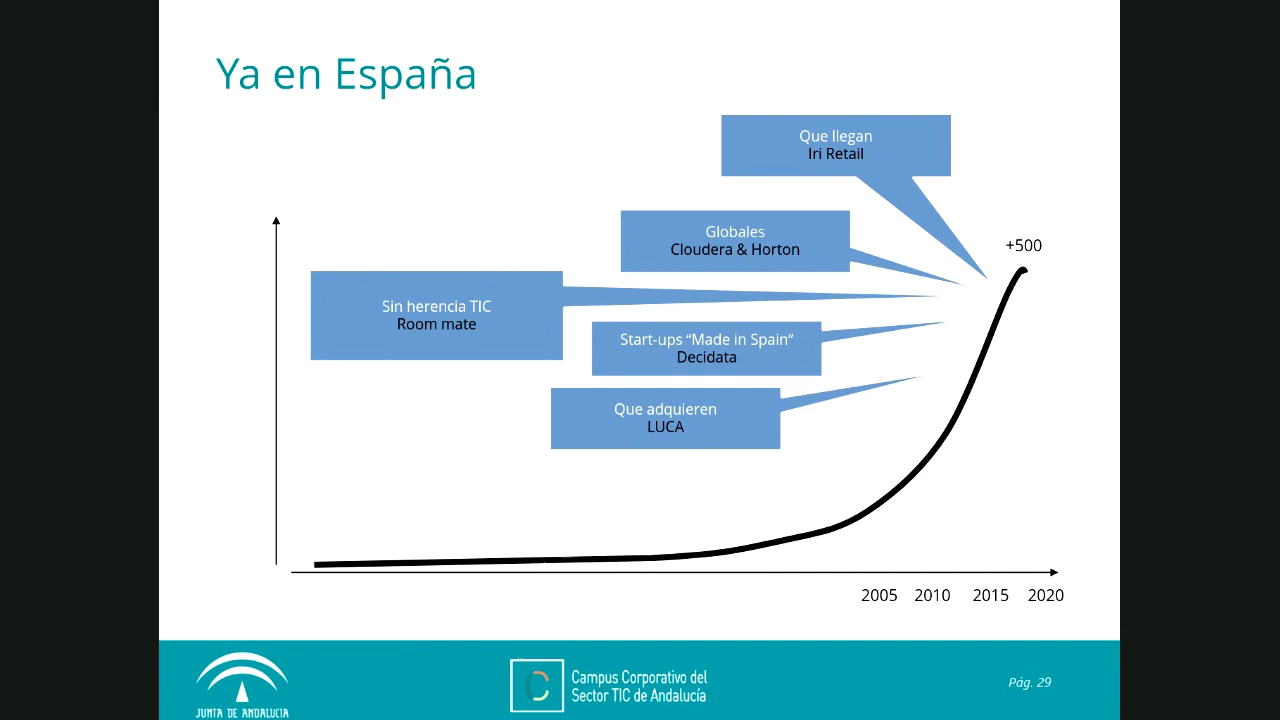 Ya en España
Que llegan
Iri Retail
Globales
Cloudera & Horton
+500
Sin herencia TIC
Room mate
Start-ups “Made in Spain”
Decidata
Que adquieren
LUCA
2005 2010 2015 2020
JUNTA DE ANDALUCIA
Campus Corporativo del
Sector TIC de Andalucía
Pág. 29